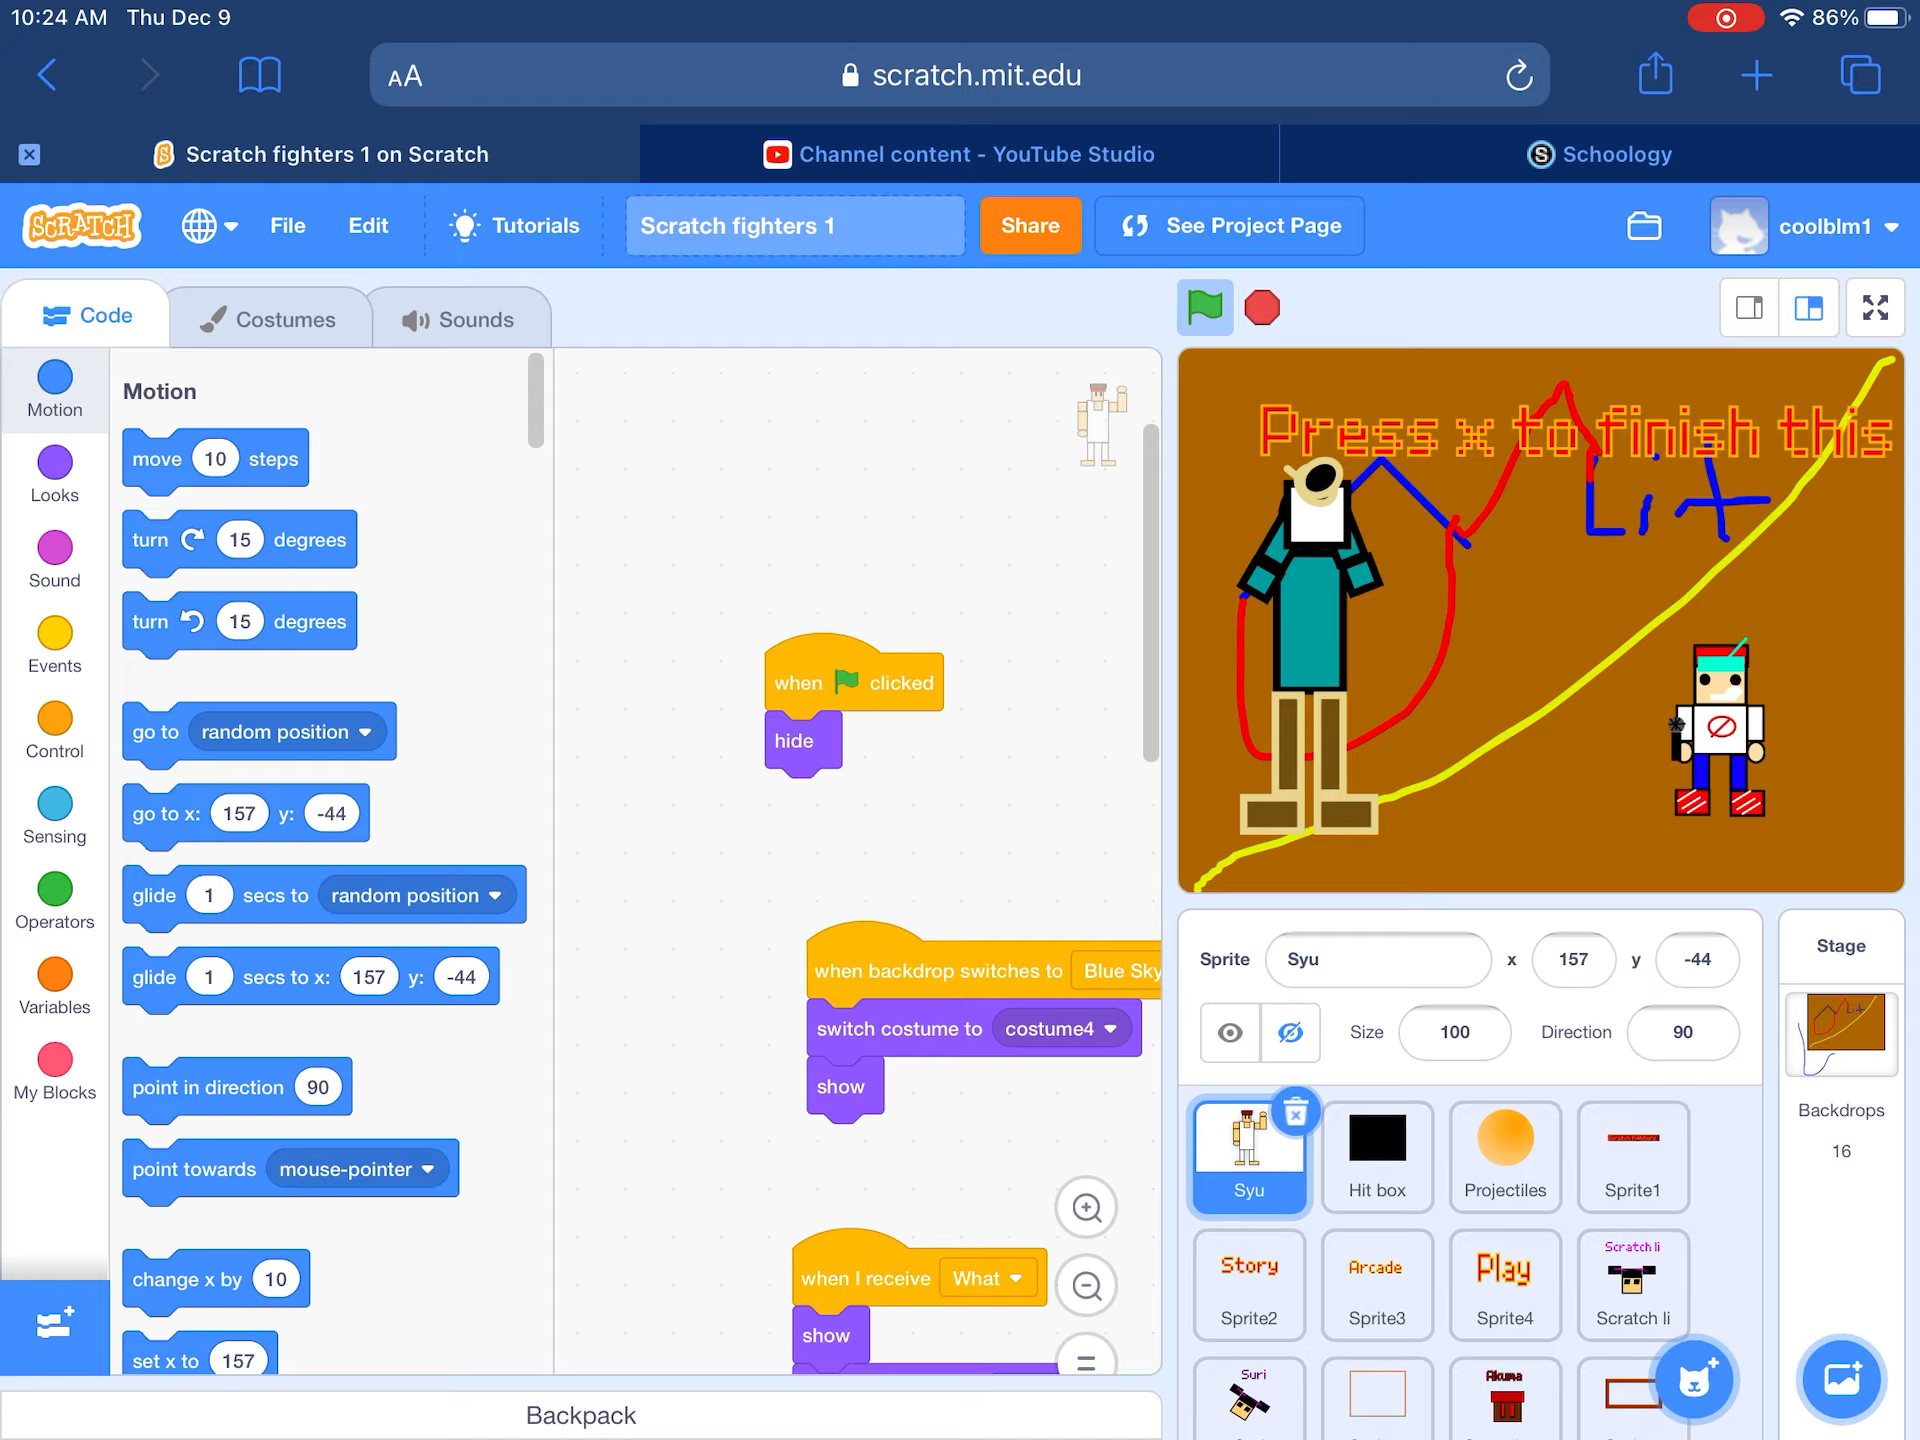 10:24 AM Thu Dec 9
86%
AA scratch.mit.edu
Scratch fighters 1 on Scratch
Channel content - YouTube Studio
S Schoology
SCRATCH
File
Edit
Tutorials
Scratch fighters 1
Share
See Project Page
coolblm1
Code
Costumes
Sounds
Motion
Looks
Sound
Events
Control
Sensing
Operators
Variables
My Blocks
Motion
move 10 steps
turn 15 degrees
turn 15 degrees
go to random position
go to x: 157 y: -44
glide 1 secs to random position
glide 1 secs to x: 157 y: -44
point in direction 90
point towards mouse-pointer
change x by 10
set x to 157
when clicked
hide
when backdrop switches to Blue Sky
switch costume to costume4
show
when I receive What
show
Press x to finish this
Lit
Sprite Syu x 157 y -44
Size 100 Direction 90
Stage
Backdrops
16
Syu
Hit box
Projectiles
Sprite1
Story
Sprite2
Arcade
Sprite3
Play
Sprite4
Scratch li
Scratch li
Suri
Akuma
Backpack